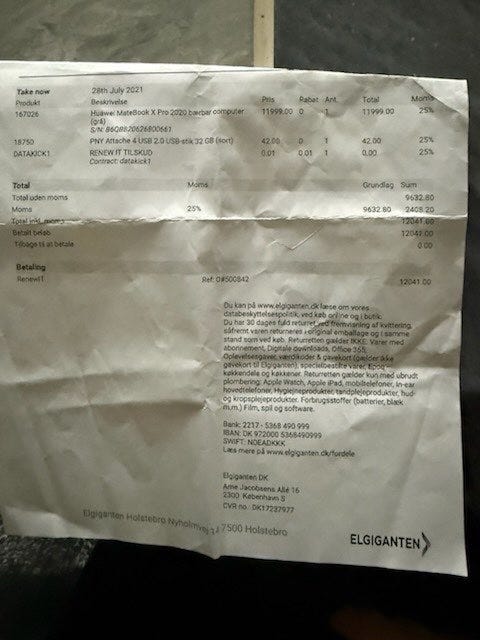 Take now 28th July 2021
Produkt Beskrivelse Pris Rabat Ant. Total Moms
167026 Huawei MateBook X Pro 2020 bærbar computer 11999.00 0 1 11999.00 25%
(grå)
S/N: B6QBB20626800661
18750 PNY Attache 4 USB 2.0 USB-stik 32 GB (sort) 42.00 0 1 42.00 25%
DATAKICK1 RENEW IT TILSKUD 0.01 0.01 1 0.00 25%
Contract: datakick1
Total Moms Grundlag Sum
Total uden moms 9632.80
Moms 25% 9632.80 2408.20
Total inkl. moms 12041.00
Betalt beløb 12041.00
Tilbage til at betale 0.00
Betaling
RenewIT Ref: O#500842 12041.00
Du kan på www.elgiganten.dk læse om vores
databeskyttelsespolitik, ved køb online og i butik.
Du har 30 dages fuld returret ved fremvisning af kvittering,
såfremt varen returneres i original emballage og i samme
stand som ved køb. Returretten gælder IKKE: Varer med
abonnement, Digitale downloads, Office 365,
Oplevelsesgaver, værdikoder & gavekort (gælder ikke
gavekort til Elgiganten), specialbestilte varer, Epoq
køkkendele og køkkener. Returretten gælder kun med ubrudt
plombering: Apple Watch, Apple iPad, mobiltelefoner, In-ear
hovedtelefoner, Hygiejneprodukter, tandplejeprodukter, hud-
og kropsplejeprodukter. Forbrugsstoffer (batterier, blæk
m.m.) Film, spil og software.
Bank: 2217 - 5368 490 999
IBAN: DK 972000 5368490999
SWIFT: NDEADKKK
Læs mere på www.elgiganten.dk/fordele
Elgiganten DK
Arne Jacobsens Allé 16
2300 København S
CVR no.: DK17237977
Elgiganten Holstebro Nyholmvej 7500 Holstebro
ELGIGANTEN